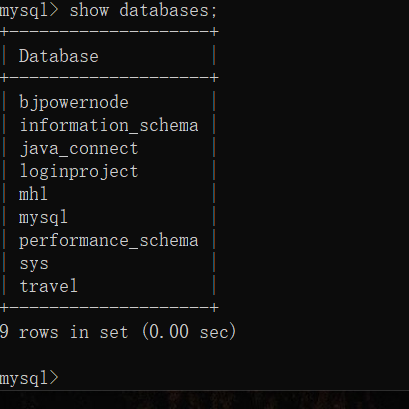 mysql> show databases;
+--------------------+
| Database           |
+--------------------+
| bjpowernode        |
| information_schema |
| java_connect       |
| loginproject       |
| mhl                |
| mysql              |
| performance_schema |
| sys                |
| travel             |
+--------------------+
9 rows in set (0.00 sec)
mysql>